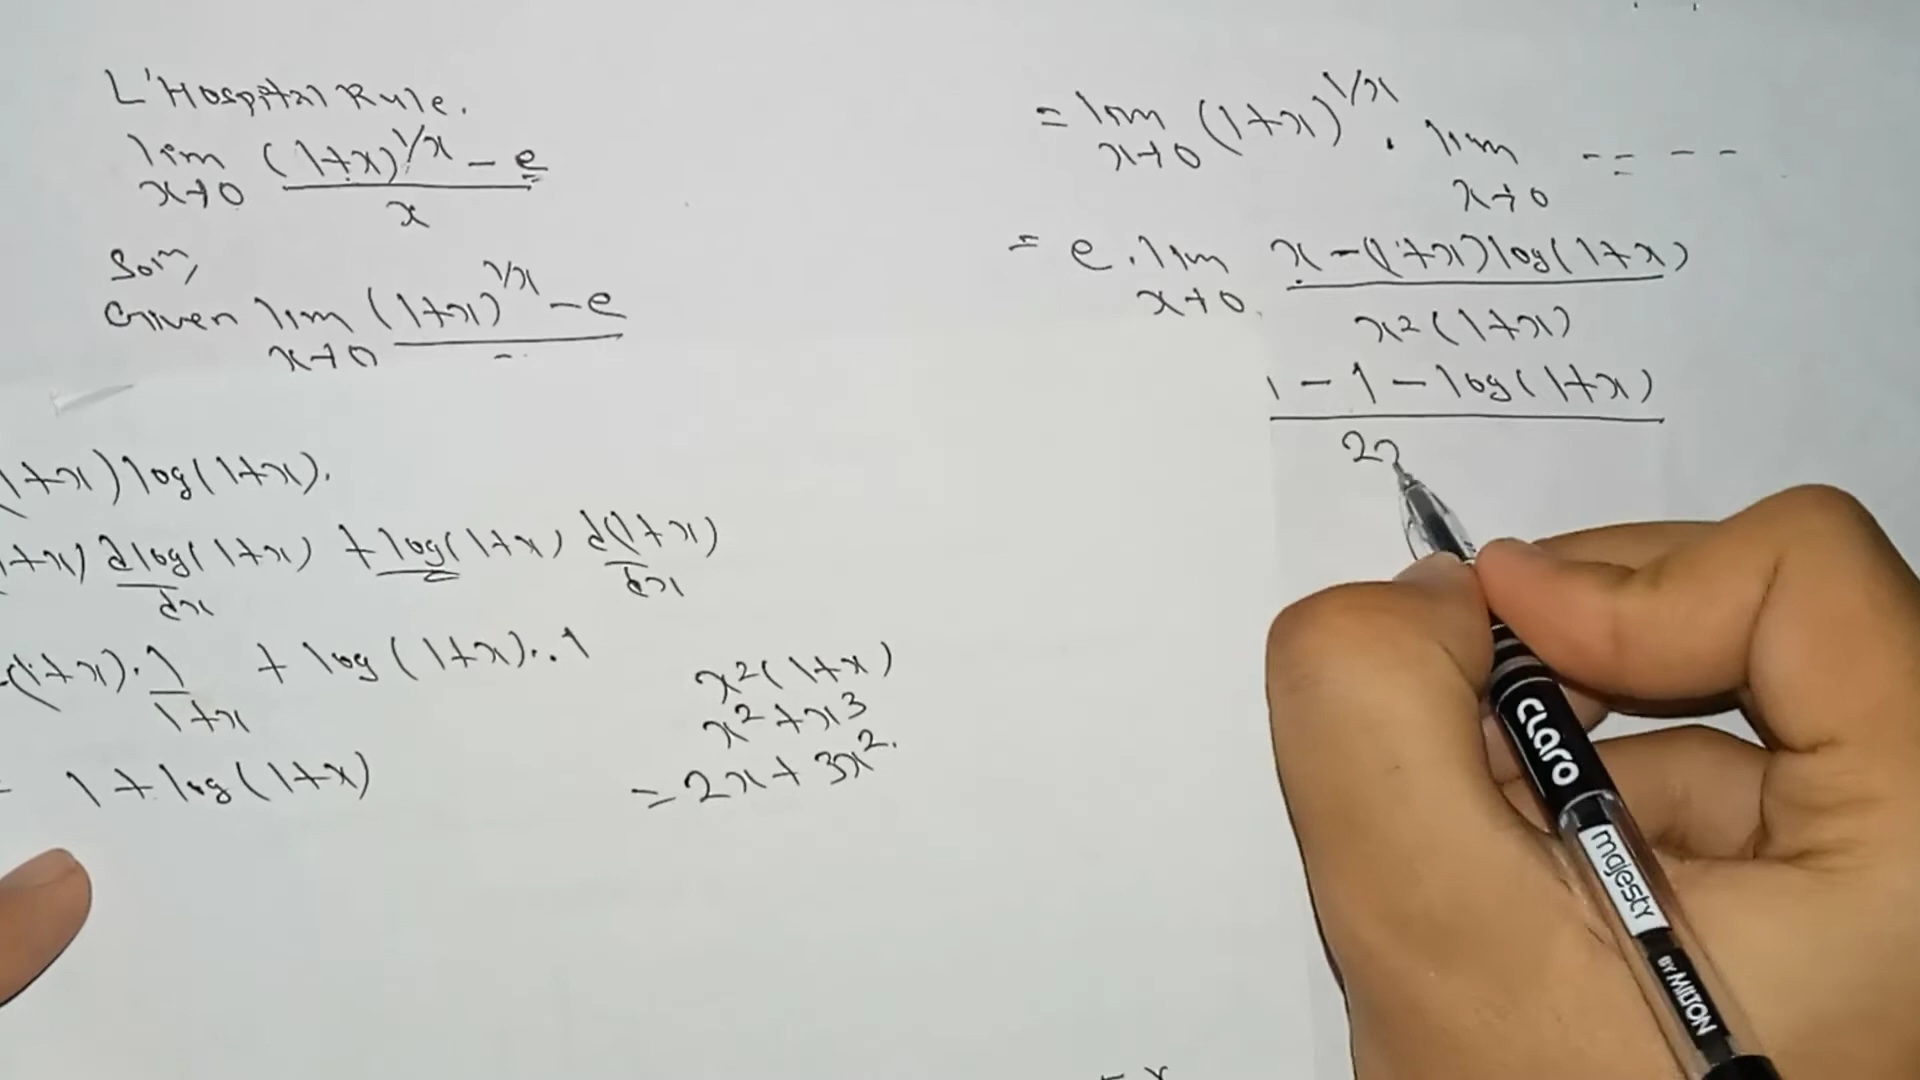 L'Hospital Rule.
lim x→0 (1+x)^1/x - e / x
Soln,
Given lim x→0 (1+x)^1/x - e / -
1+x) log(1+x).
1+x) d log(1+x) / dx + log(1+x) d(1+x) / dx
(1+x) . 1 / 1+x + log(1+x) . . 1
= 1 + log(1+x)
x²(1+x)
x² + x³
= 2x + 3x².
= lim x→0 (1+x)^1/x . lim x→0 - = - -
= e . lim x→0 x - (1+x) log(1+x) / x²(1+x)
1 - 1 - log(1+x) / 2x
CLARO
majesty
BY MILTON